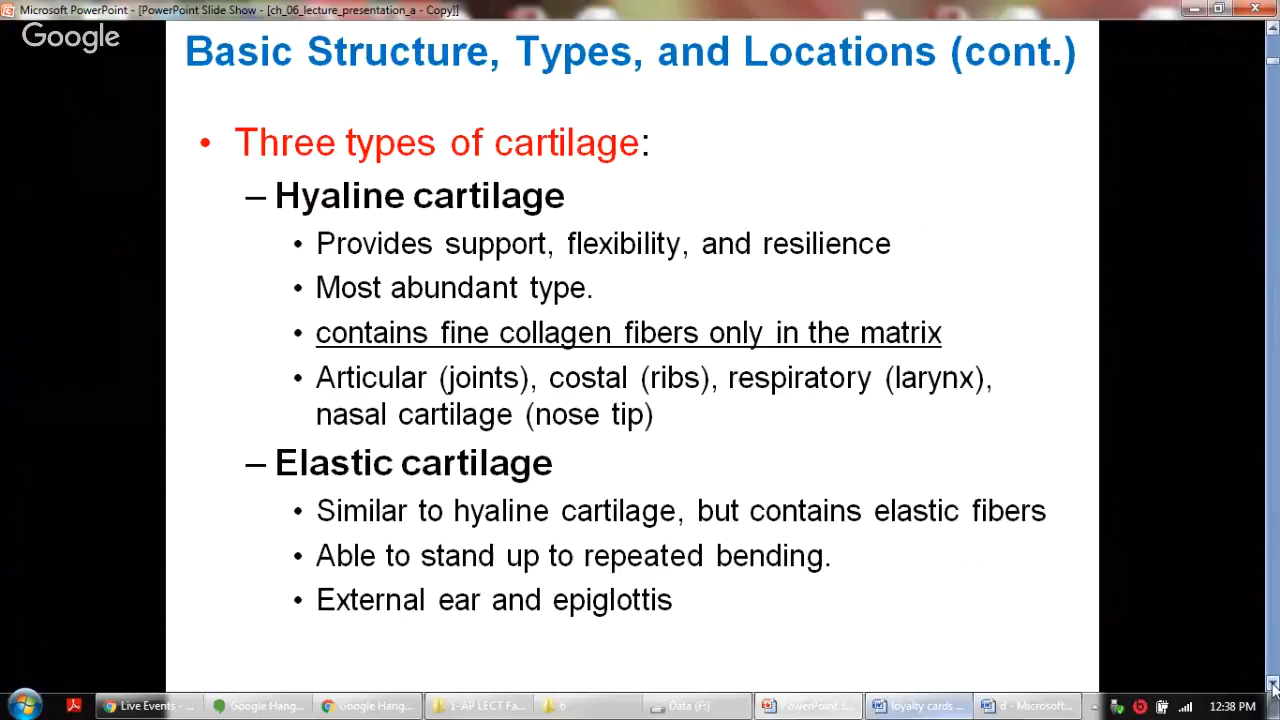 Microsoft PowerPoint - [PowerPoint Slide Show - [ch_06_lecture_presentation_a - Copy]]
Google
Basic Structure, Types, and Locations (cont.)
• Three types of cartilage:
– Hyaline cartilage
• Provides support, flexibility, and resilience
• Most abundant type.
• contains fine collagen fibers only in the matrix
• Articular (joints), costal (ribs), respiratory (larynx),
nasal cartilage (nose tip)
– Elastic cartilage
• Similar to hyaline cartilage, but contains elastic fibers
• Able to stand up to repeated bending.
• External ear and epiglottis
Live Events - ... Google Hang... Google Hang... 1-AP LECT Fa... Data (F:) PowerPoint S... loyalty cards ... d - Microsoft... 12:38 PM